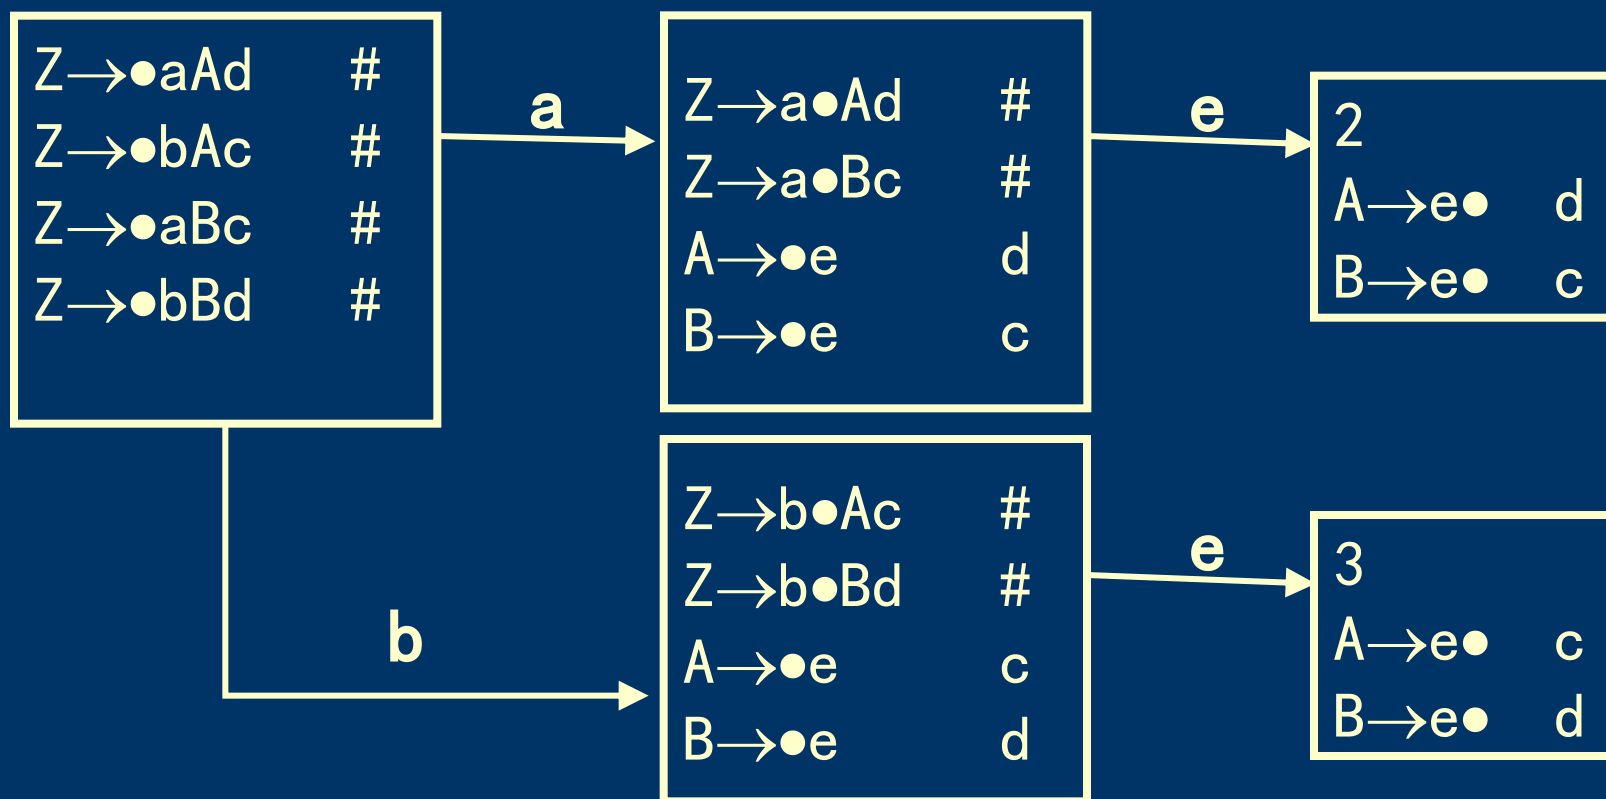 Z→●aAd #
Z→●bAc #
Z→●aBc #
Z→●bBd #
a
Z→a●Ad #
Z→a●Bc #
A→●e d
B→●e c
e
2
A→e● d
B→e● c
b
Z→b●Ac #
Z→b●Bd #
A→●e c
B→●e d
e
3
A→e● c
B→e● d